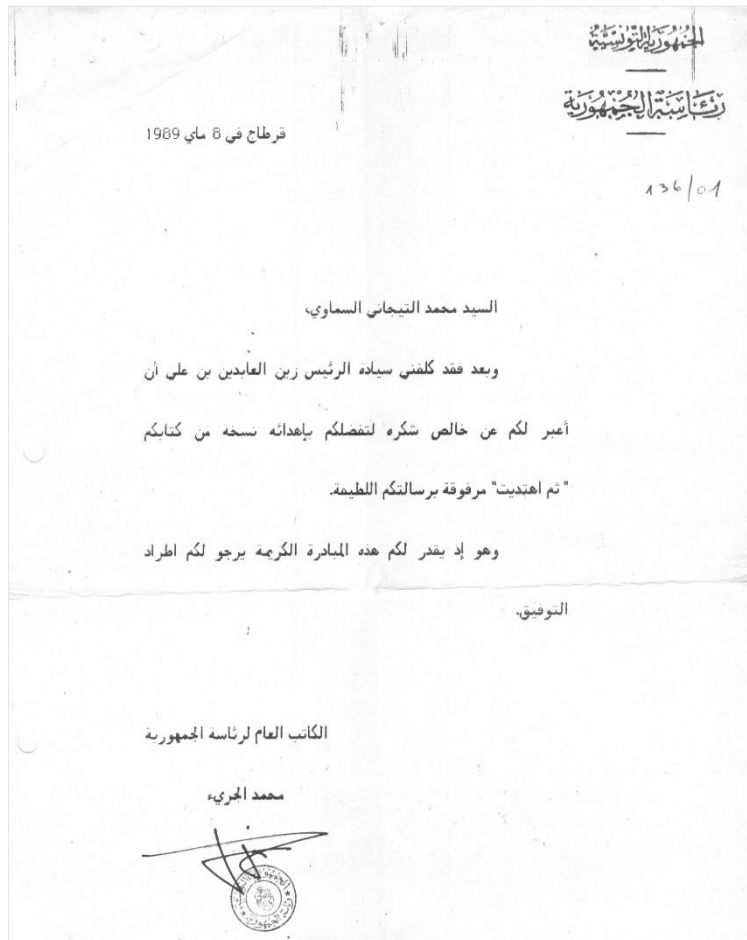 الجمهورية التونسية
رئاسة الجمهورية
136/01
قرطاج في 8 ماي 1989
السيد محمد التيجاني السماوي،
وبعد فقد كلفني سيادة الرئيس زين العابدين بن علي أن
أعبر لكم عن خالص شكره لتفضلكم بإهدائه نسخة من كتابكم
"ثم اهتديت" مرفوقة برسالتكم اللطيفة.
وهو إذ يقدر لكم هذه المبادرة الكريمة يرجو لكم اطراد
التوفيق.
الكاتب العام لرئاسة الجمهورية
محمد الجريء